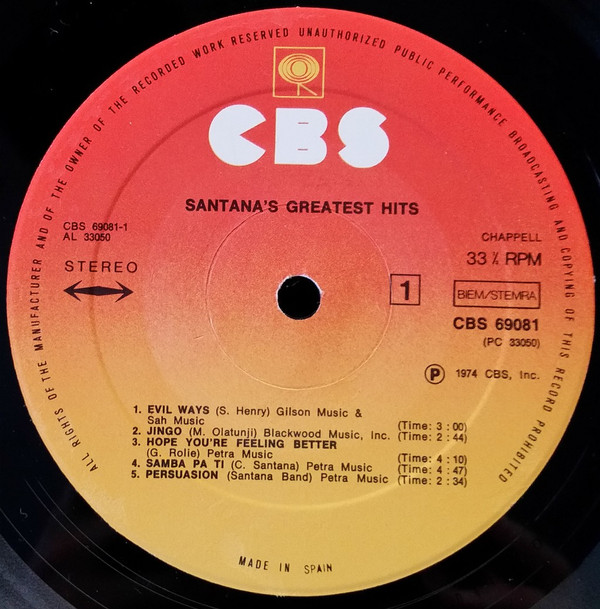 ALL RIGHTS OF THE MANUFACTURER AND OF THE OWNER OF THE RECORDED WORK RESERVED UNAUTHORIZED PUBLIC PERFORMANCE BROADCASTING AND COPYING OF THIS RECORD PROHIBITED
CBS
SANTANA'S GREATEST HITS
CBS 69081-1
AL 33050
STEREO
CHAPPELL
33 ⅓ RPM
1
BIEM/STEMRA
CBS 69081
(PC 33050)
Ⓟ 1974 CBS, Inc.
1. EVIL WAYS (S. Henry) Gilson Music &
Sah Music (Time: 3 : 00)
2. JINGO (M. Olatunji) Blackwood Music, Inc. (Time: 2 : 44)
3. HOPE YOU'RE FEELING BETTER
(G. Rolie) Petra Music (Time: 4 : 10)
4. SAMBA PA TI (C. Santana) Petra Music (Time: 4 : 47)
5. PERSUASION (Santana Band) Petra Music (Time: 2 : 34)
MADE IN SPAIN